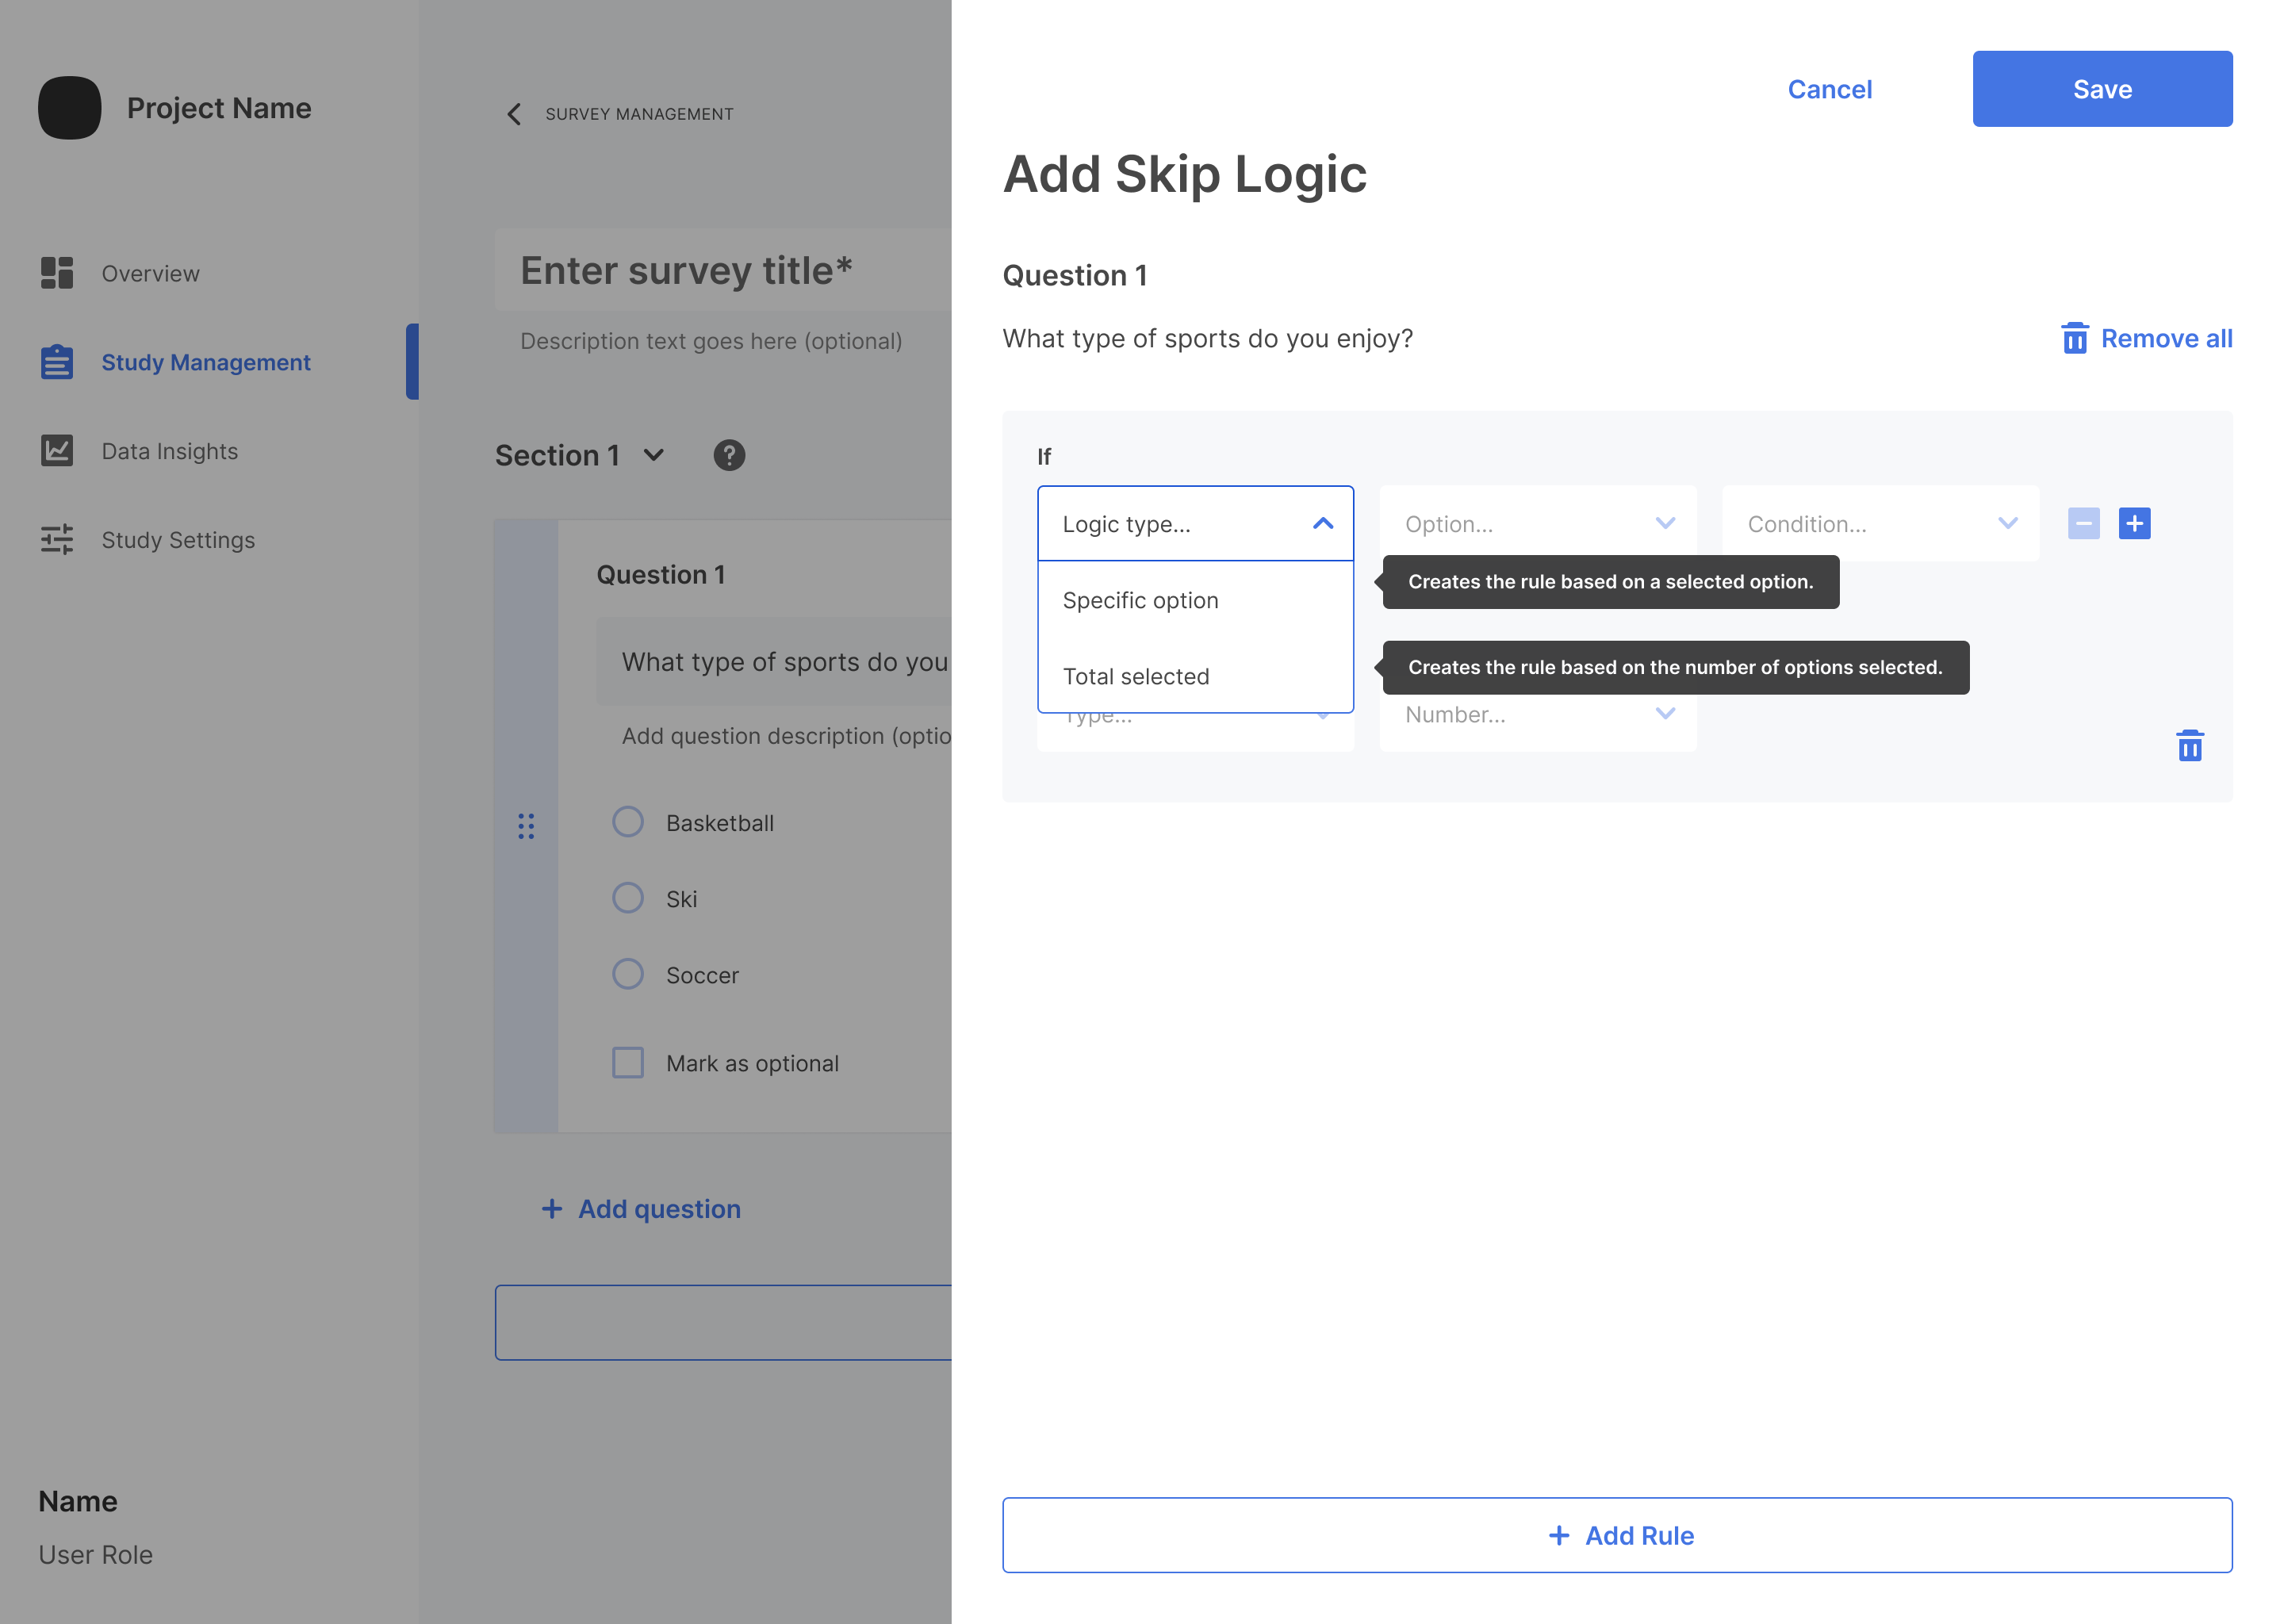 Project Name
Overview
Study Management
Data Insights
Study Settings
Name
User Role
SURVEY MANAGEMENT
Enter survey title*
Description text goes here (optional)
Section 1
Question 1
What type of sports do you
Add question description (optio
Basketball
Ski
Soccer
Mark as optional
+ Add question
Cancel
Save
Add Skip Logic
Question 1
What type of sports do you enjoy?
Remove all
If
Logic type...
Option...
Condition...
Specific option
Creates the rule based on a selected option.
Total selected
Creates the rule based on the number of options selected.
Type...
Number...
+ Add Rule